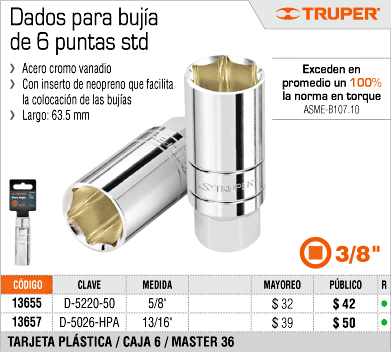 Dados para bujía
de 6 puntas std
TRUPER®
Acero cromo vanadio
Con inserto de neopreno que facilita
la colocación de las bujías
Largo: 63.5 mm
Exceden en
promedio un 100%
la norma en torque
ASME-B107.10
TRUPER
3/8"
CÓDIGO CLAVE MEDIDA MAYOREO PÚBLICO R
13655 D-5220-50 5/8' $ 32 $ 42
13657 D-5026-HPA 13/16' $ 39 $ 50
TARJETA PLÁSTICA / CAJA 6 / MASTER 36